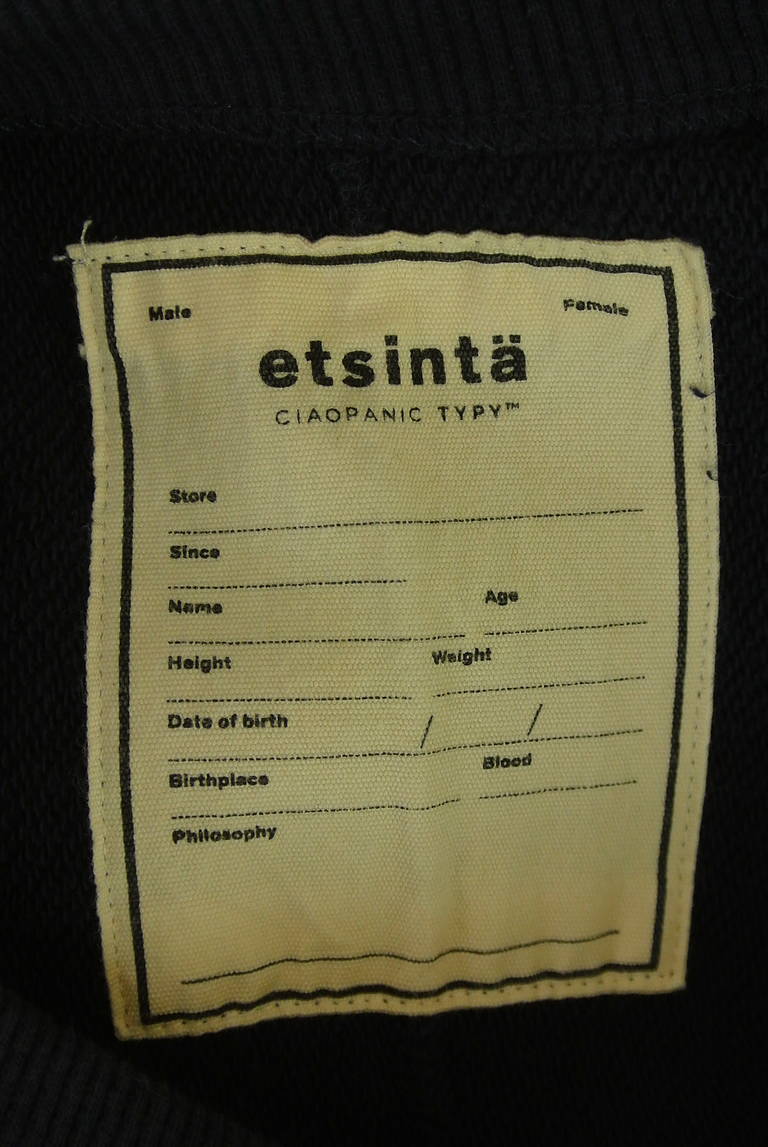 Male Female
etsintä
CIAOPANIC TYPY™
Store
Since
Name Age
Height Weight
Date of birth / /
Birthplace Blood
Philosophy